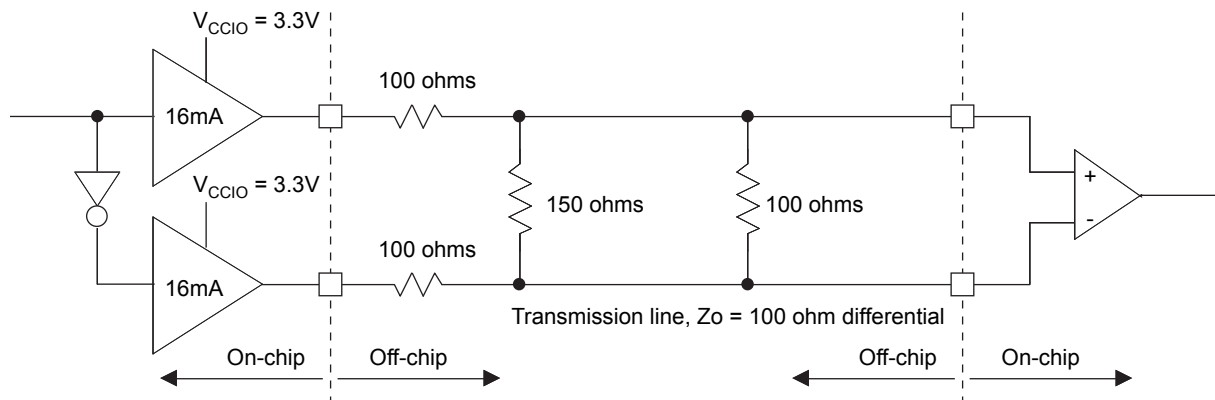 VCCIO = 3.3V
100 ohms
16mA
+
VCCIO = 3.3V
150 ohms
100 ohms
-
100 ohms
16mA
Transmission line, Zo = 100 ohm differential
On-chip
Off-chip
Off-chip
On-chip